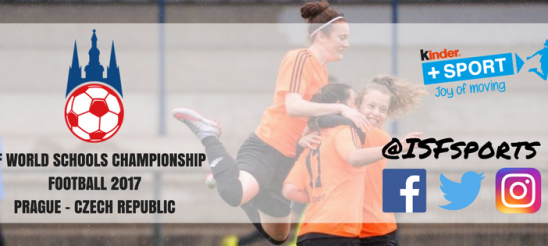 F WORLD SCHOOLS CHAMPIONSHIP
FOOTBALL 2017
PRAGUE - CZECH REPUBLIC
Kinder
+ SPORT
Joy of moving
@ISFsports